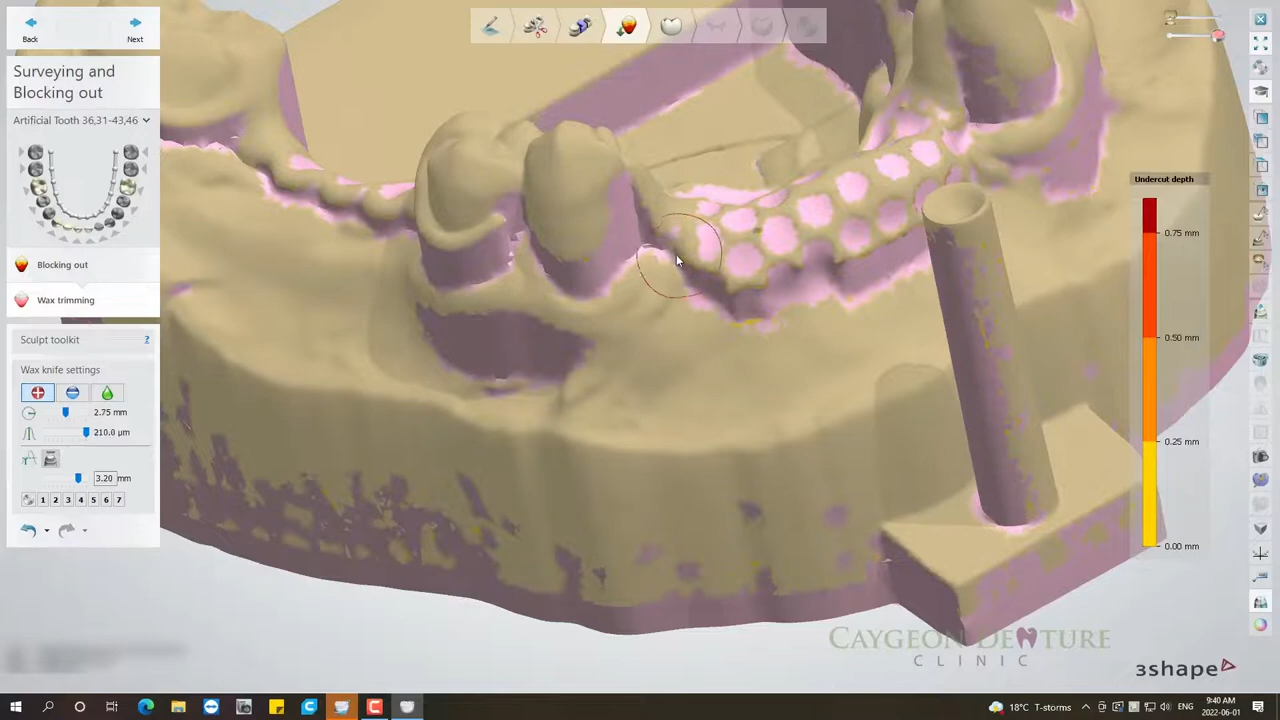 Back
Next
Surveying and
Blocking out
Artificial Tooth 36,31-43,46
Blocking out
Wax trimming
Sculpt toolkit
?
Wax knife settings
2.75 mm
210.0 µm
3.20 mm
1 2 3 4 5 6 7
Undercut depth
0.75 mm
0.50 mm
0.25 mm
0.00 mm
CAYGEON DENTURE
CLINIC
3shape
18°C T-storms
ENG
9:40 AM
2022-06-01